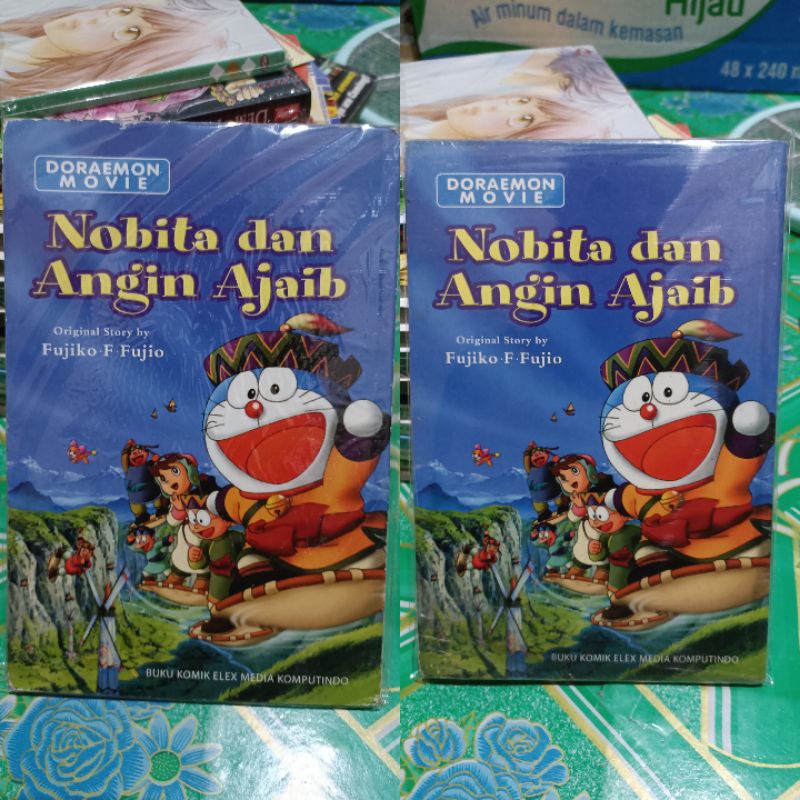 DORAEMON
MOVIE
Nobita dan
Angin Ajaib
Original Story by
Fujiko·F·Fujio
BUKU KOMIK ELEX MEDIA KOMPUTINDO
Hijau
Air minum dalam kemasan
48 x 240 m
DORAEMON
MOVIE
Nobita dan
Angin Ajaib
Original Story by
Fujiko·F·Fujio
BUKU KOMIK ELEX MEDIA KOMPUTINDO